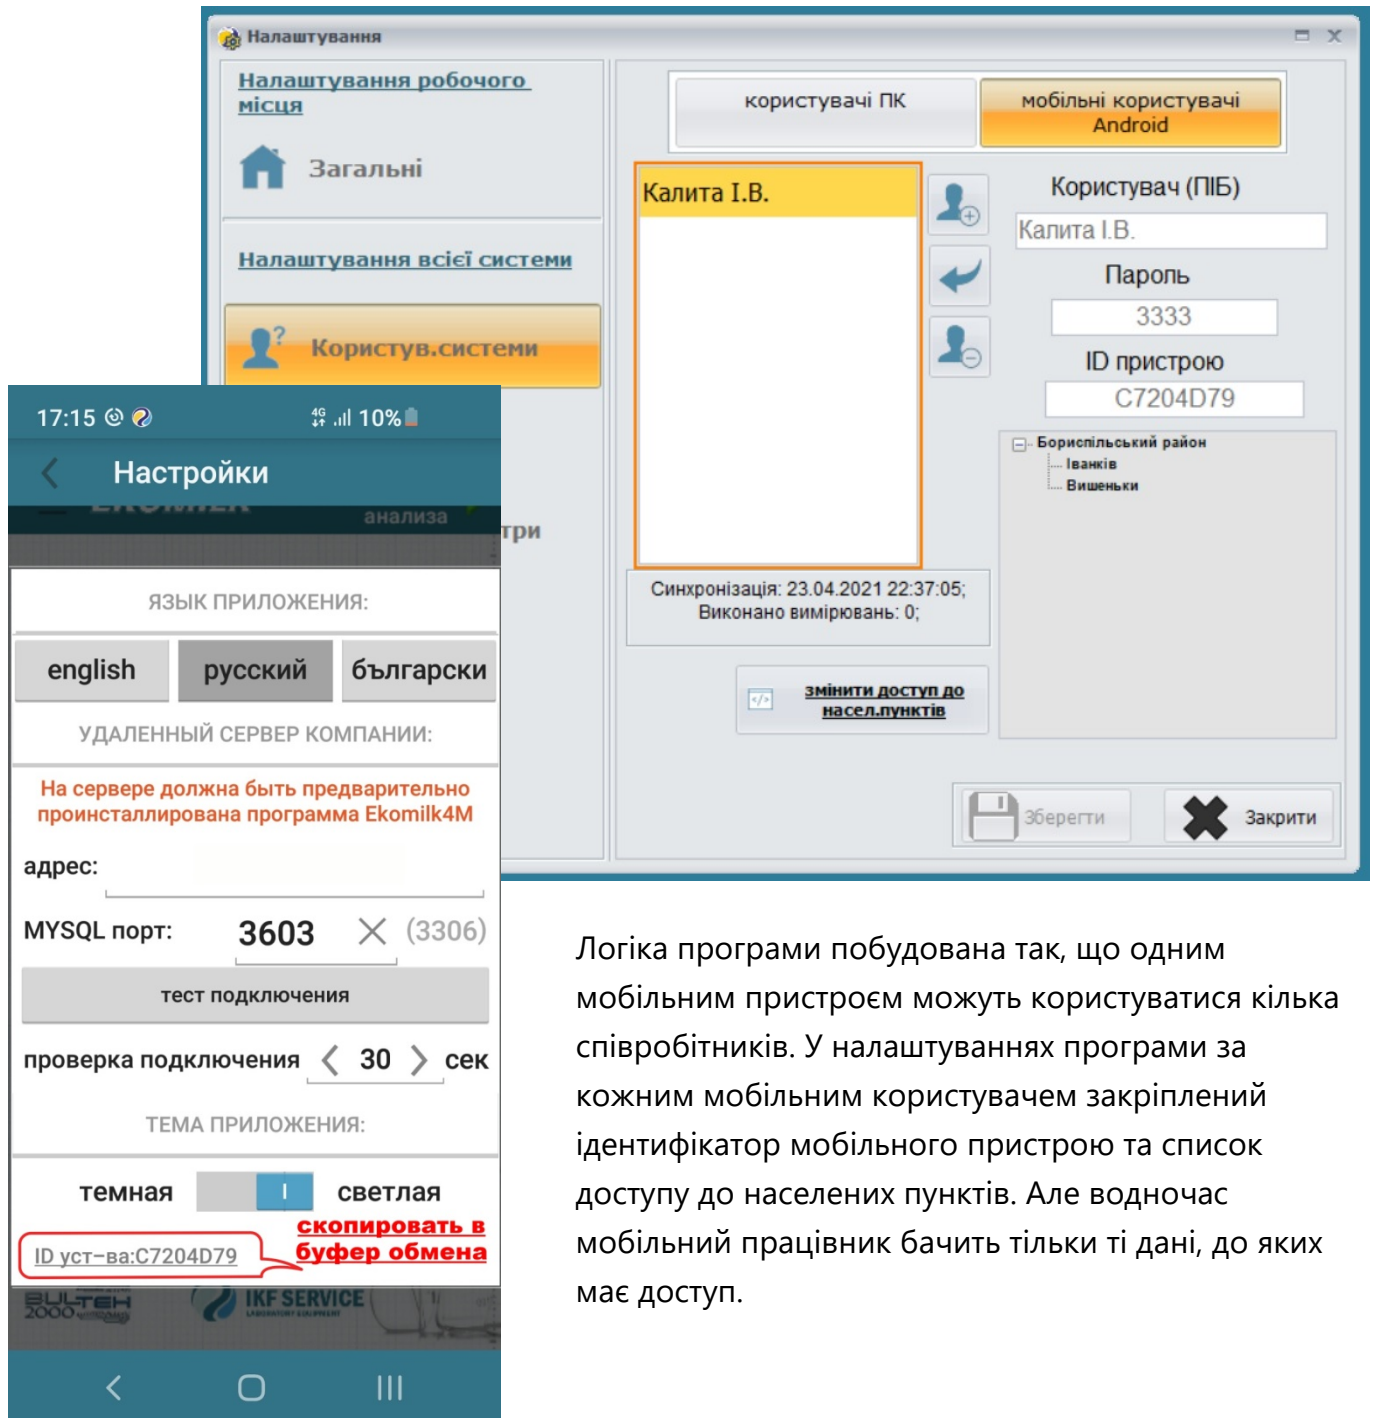 Налаштування
Налаштування робочого
місця
Загальні
Налаштування всієї системи
Користув.системи
три
користувачі ПК
мобільні користувачі
Android
Калита І.В.
Користувач (ПІБ)
Калита І.В.
Пароль
3333
ID пристрою
C7204D79
Бориспільський район
Іванків
Вишеньки
Синхронізація: 23.04.2021 22:37:05;
Виконано вимірювань: 0;
змінити доступ до
насел.пунктів
Зберегти
Закрити
17:15
4G
10%
Настройки
анализа
ЯЗЫК ПРИЛОЖЕНИЯ:
english
русский
български
УДАЛЕННЫЙ СЕРВЕР КОМПАНИИ:
На сервере должна быть предварительно
проинсталлирована программа Ekomilk4M
адрес:
MYSQL порт:
3603
(3306)
тест подключения
проверка подключения
30
сек
ТЕМА ПРИЛОЖЕНИЯ:
темная
светлая
скопировать в
буфер обмена
ID уст-ва:C7204D79
BULTEH
2000
IKF SERVICE
LABORATORY EQUIPMENT
Логіка програми побудована так, що одним
мобільним пристроєм можуть користуватися кілька
співробітників. У налаштуваннях програми за
кожним мобільним користувачем закріплений
ідентифікатор мобільного пристрою та список
доступу до населених пунктів. Але водночас
мобільний працівник бачить тільки ті дані, до яких
має доступ.